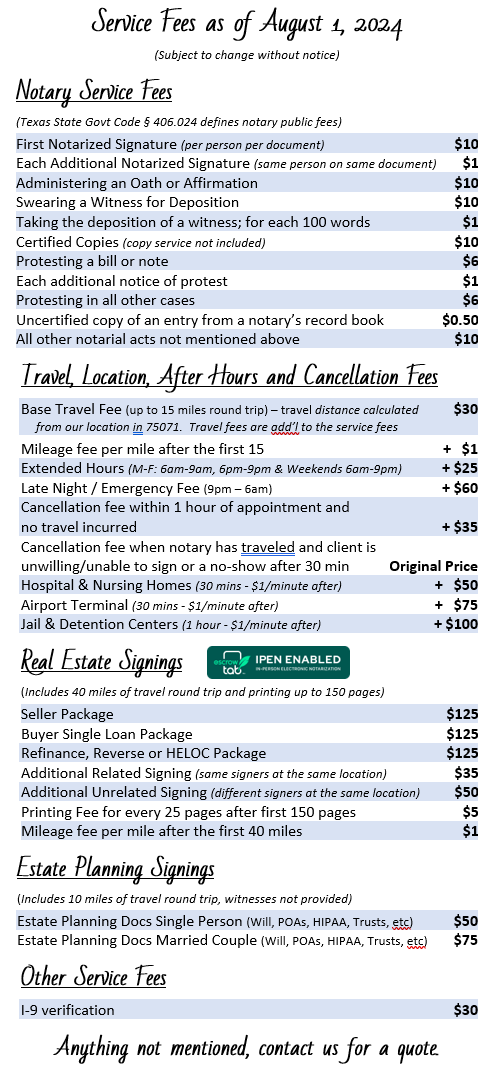 Service Fees as of August 1, 2024
(Subject to change without notice)
Notary Service Fees
(Texas State Govt Code § 406.024 defines notary public fees)
First Notarized Signature (per person per document) $10
Each Additional Notarized Signature (same person on same document) $1
Administering an Oath or Affirmation $10
Swearing a Witness for Deposition $10
Taking the deposition of a witness; for each 100 words $1
Certified Copies (copy service not included) $10
Protesting a bill or note $6
Each additional notice of protest $1
Protesting in all other cases $6
Uncertified copy of an entry from a notary's record book $0.50
All other notarial acts not mentioned above $10
Travel, Location, After Hours and Cancellation Fees
Base Travel Fee (up to 15 miles round trip) – travel distance calculated $30
from our location in 75071. Travel fees are add'l to the service fees
Mileage fee per mile after the first 15 + $1
Extended Hours (M-F: 6am-9am, 6pm-9pm & Weekends 6am-9pm) + $25
Late Night / Emergency Fee (9pm – 6am) + $60
Cancellation fee within 1 hour of appointment and
no travel incurred + $35
Cancellation fee when notary has traveled and client is
unwilling/unable to sign or a no-show after 30 min Original Price
Hospital & Nursing Homes (30 mins - $1/minute after) + $50
Airport Terminal (30 mins - $1/minute after) + $75
Jail & Detention Centers (1 hour - $1/minute after) + $100
Real Estate Signings
escrow
tab
IPEN ENABLED
IN-PERSON ELECTRONIC NOTARIZATION
(Includes 40 miles of travel round trip and printing up to 150 pages)
Seller Package $125
Buyer Single Loan Package $125
Refinance, Reverse or HELOC Package $125
Additional Related Signing (same signers at the same location) $35
Additional Unrelated Signing (different signers at the same location) $50
Printing Fee for every 25 pages after first 150 pages $5
Mileage fee per mile after the first 40 miles $1
Estate Planning Signings
(Includes 10 miles of travel round trip, witnesses not provided)
Estate Planning Docs Single Person (Will, POAs, HIPAA, Trusts, etc) $50
Estate Planning Docs Married Couple (Will, POAs, HIPAA, Trusts, etc) $75
Other Service Fees
I-9 verification $30
Anything not mentioned, contact us for a quote.